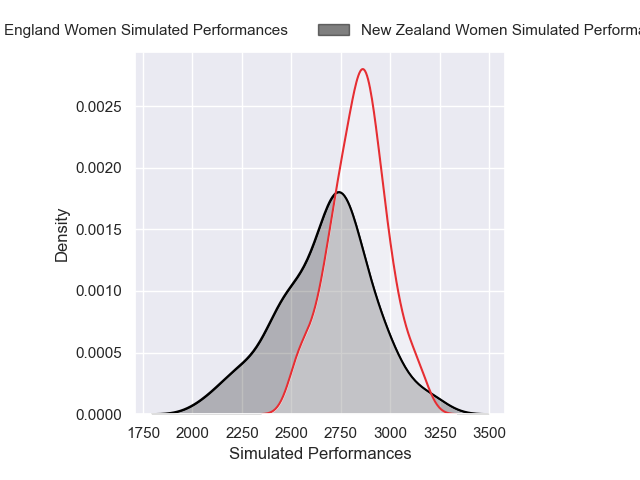 England Women Simulated Performances New Zealand Women Simulated Performa
0.0025
0.0020
0.0015
0.0010
0.0005
0.0000
Density
1750 2000 2250 2500 2750 3000 3250 3500
Simulated Performances